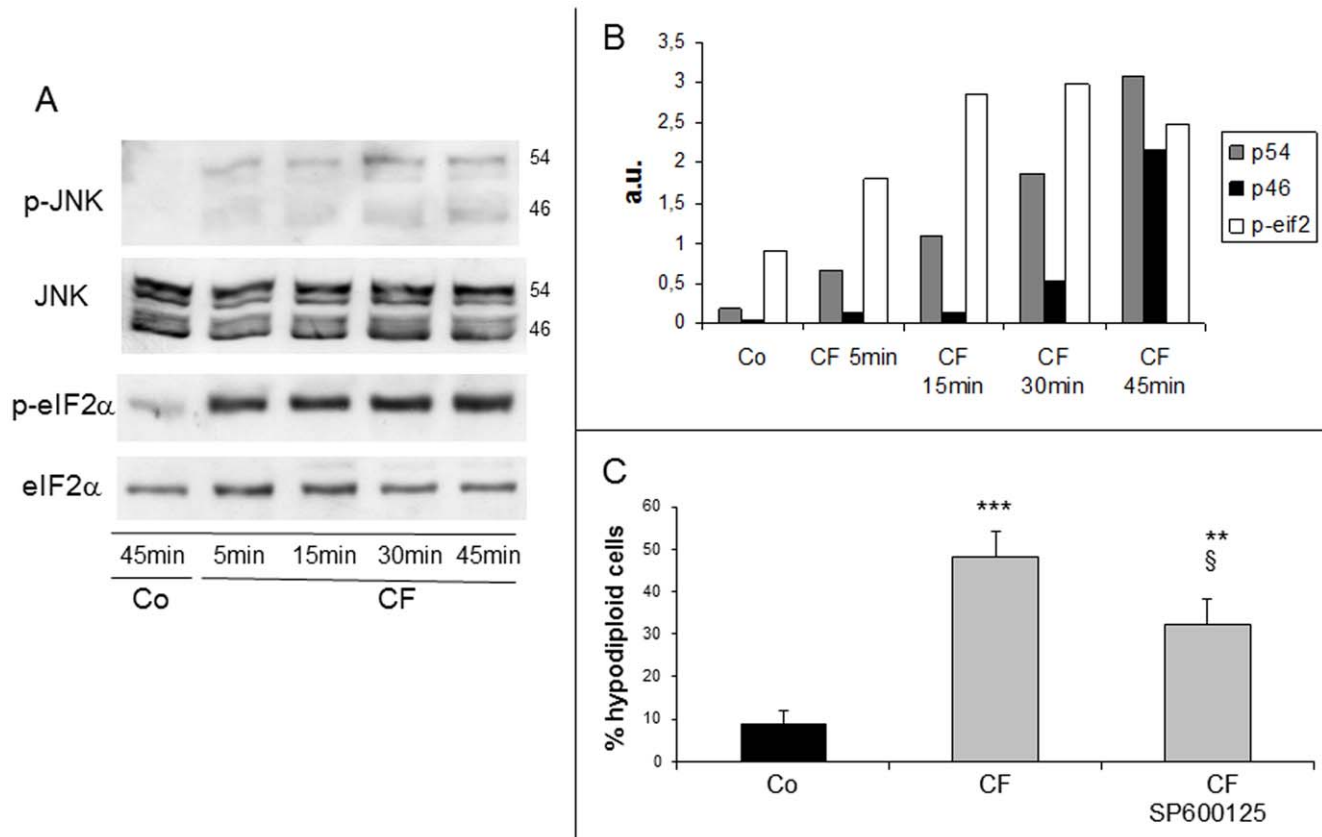 A
p-JNK
54
46
JNK
54
46
p-eIF2α
eIF2α
45min 5min 15min 30min 45min
Co CF
B
3,5
3
2,5
2
1,5
1
0,5
0
a.u.
Co CF 5min CF 15min CF 30min CF 45min
p54
p46
p-eif2
C
60
50
40
30
20
10
0
% hypodiploid cells
***
**
§
Co CF CF
SP600125